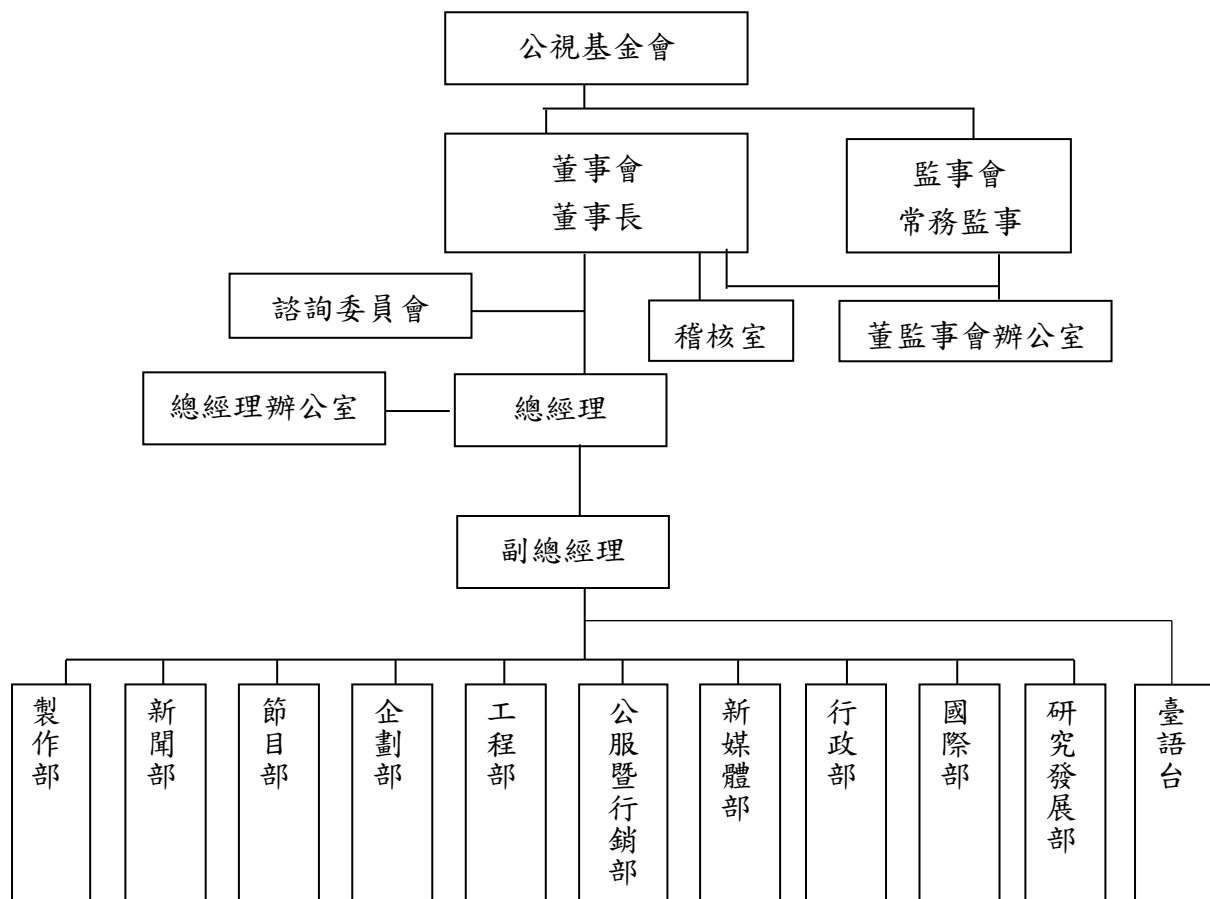 公視基金會
董事會
董事長
監事會
常務監事
諮詢委員會
稽核室
董監事會辦公室
總經理辦公室
總經理
副總經理
製作部
新聞部
節目部
企劃部
工程部
公服暨行銷部
新媒體部
行政部
國際部
研究發展部
臺語台